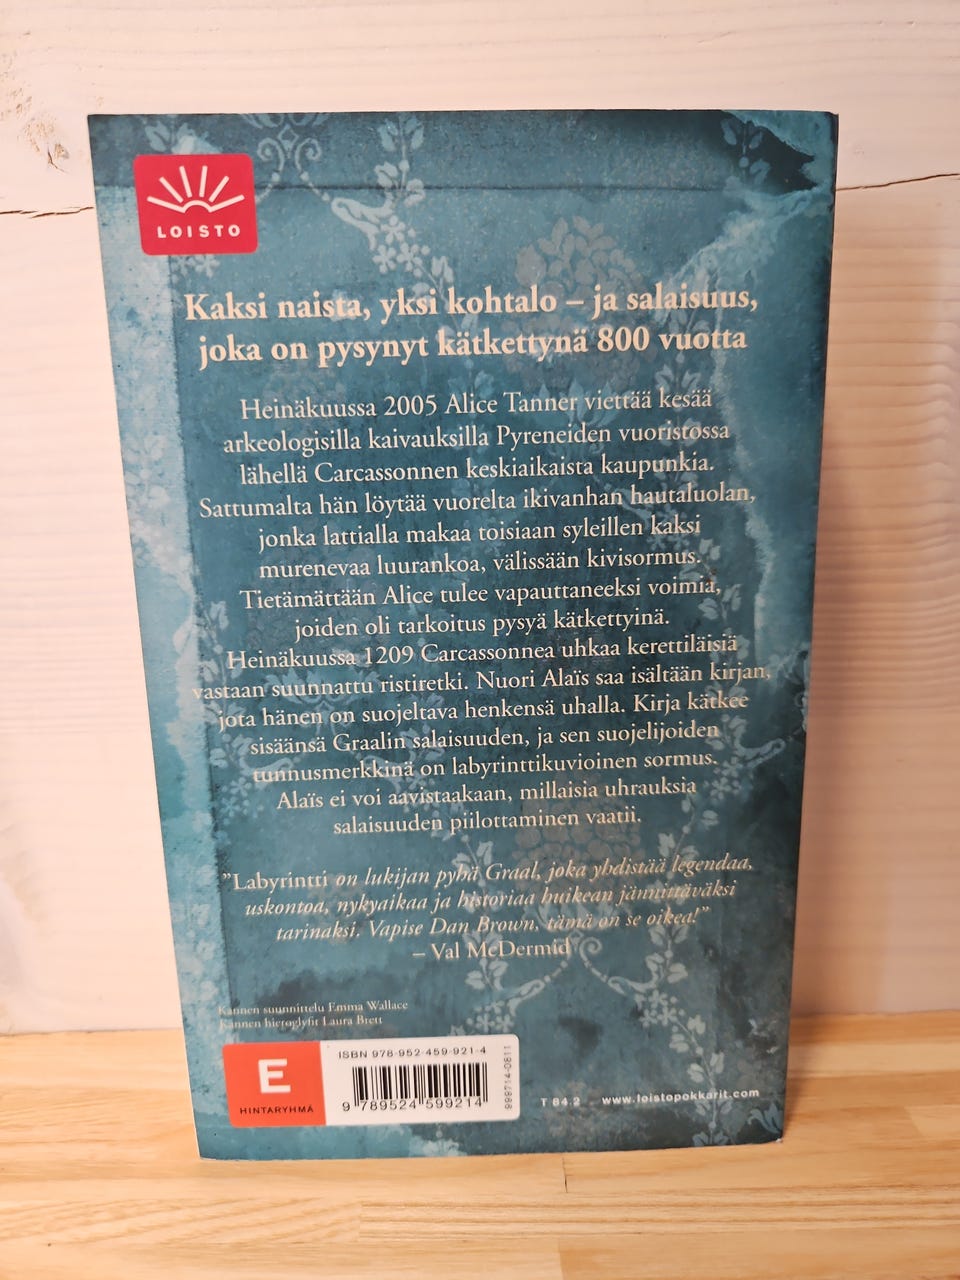 LOISTO
Kaksi naista, yksi kohtalo – ja salaisuus,
joka on pysynyt kätkettynä 800 vuotta
Heinäkuussa 2005 Alice Tanner viettää kesää
arkeologisilla kaivauksilla Pyreneiden vuoristossa
lähellä Carcassonnen keskiaikaista kaupunkia.
Sattumalta hän löytää vuorelta ikivanhan hautaluolan,
jonka lattialla makaa toisiaan syleillen kaksi
murenevaa luurankoa, välissään kivisormus.
Tietämättään Alice tulee vapauttaneeksi voimia,
joiden oli tarkoitus pysyä kätkettyinä.
Heinäkuussa 1209 Carcassonnea uhkaa kerettiläisiä
vastaan suunnattu ristiretki. Nuori Alaïs saa isältään kirjan,
jota hänen on suojeltava henkensä uhalla. Kirja kätkee
sisäänsä Graalin salaisuuden, ja sen suojelijoiden
tunnusmerkkinä on labyrinttikuvioinen sormus.
Alaïs ei voi aavistaakaan, millaisia uhrauksia
salaisuuden piilottaminen vaatii.
”Labyrintti on lukijan pyhä Graal, joka yhdistää legendaa,
uskontoa, nykyaikaa ja historiaa huikean jännittäväksi
tarinaksi. Vapise Dan Brown, tämä on se oikea!”
– Val McDermid
Kannen suunnittelu Emma Wallace
Kannen hieroglyfit Laura Brett
E
HINTARYHMÄ
ISBN 978-952-459-921-4
9 789524 599214
999714-0811
T 84.2 www.loistopokkarit.com